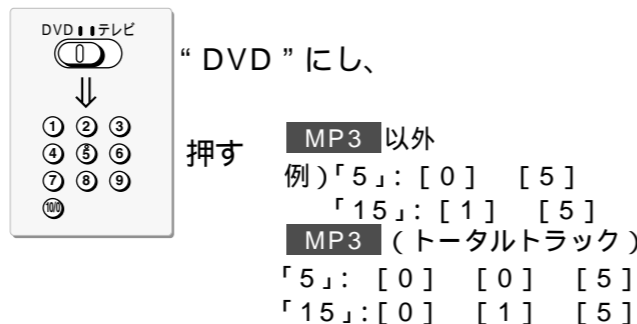 DVD テレビ
“DVD”にし、
1 2 3
4 5 6
7 8 9
10/0
押す
MP3 以外
例)「5」: [0] [5]
「15」: [1] [5]
MP3 (トータルトラック)
「5」: [0] [0] [5]
「15」: [0] [1] [5]